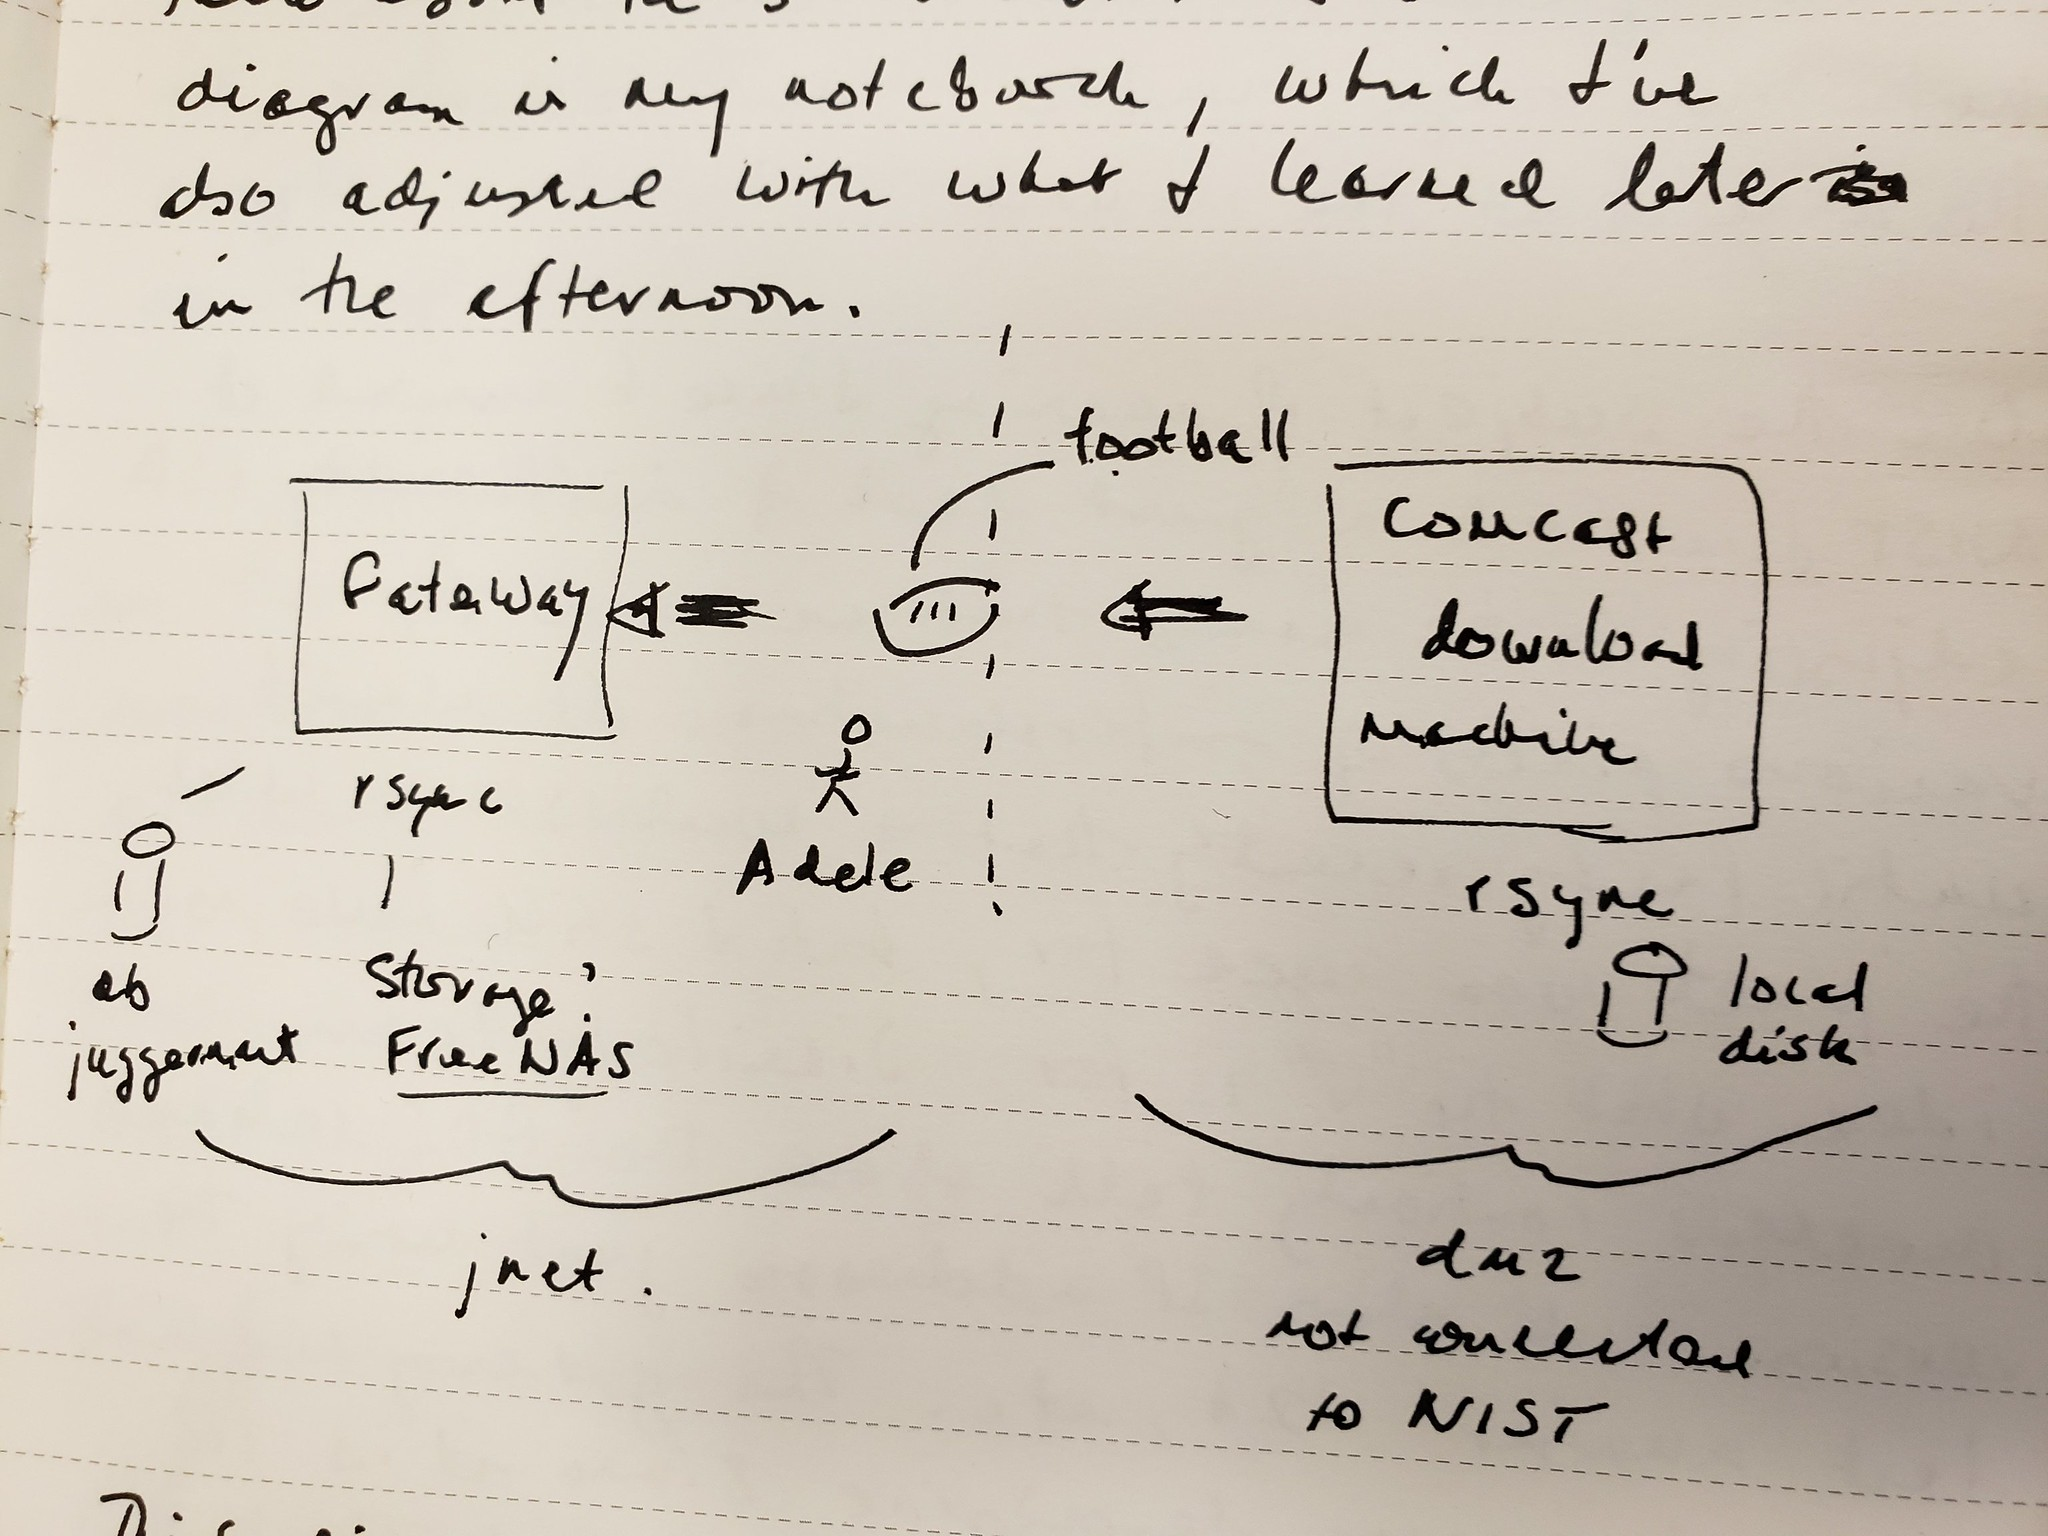 diagram in my notebook, which I've
also adjusted with what I learned later
in the afternoon.
football
Gateway
Comcast
download
machine
rsync
Adele
rsync
ab
juggernaut
Storage?
FreeNAS
local
disk
jnet.
dmz
not connected
to NIST